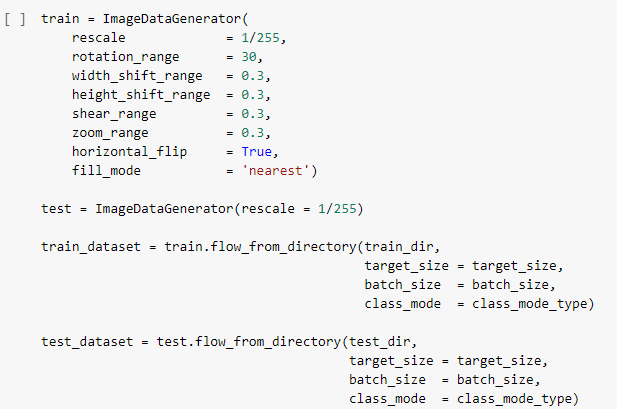 [ ] train = ImageDataGenerator(
rescale = 1/255,
rotation_range = 30,
width_shift_range = 0.3,
height_shift_range = 0.3,
shear_range = 0.3,
zoom_range = 0.3,
horizontal_flip = True,
fill_mode = 'nearest')
test = ImageDataGenerator(rescale = 1/255)
train_dataset = train.flow_from_directory(train_dir,
target_size = target_size,
batch_size = batch_size,
class_mode = class_mode_type)
test_dataset = test.flow_from_directory(test_dir,
target_size = target_size,
batch_size = batch_size,
class_mode = class_mode_type)